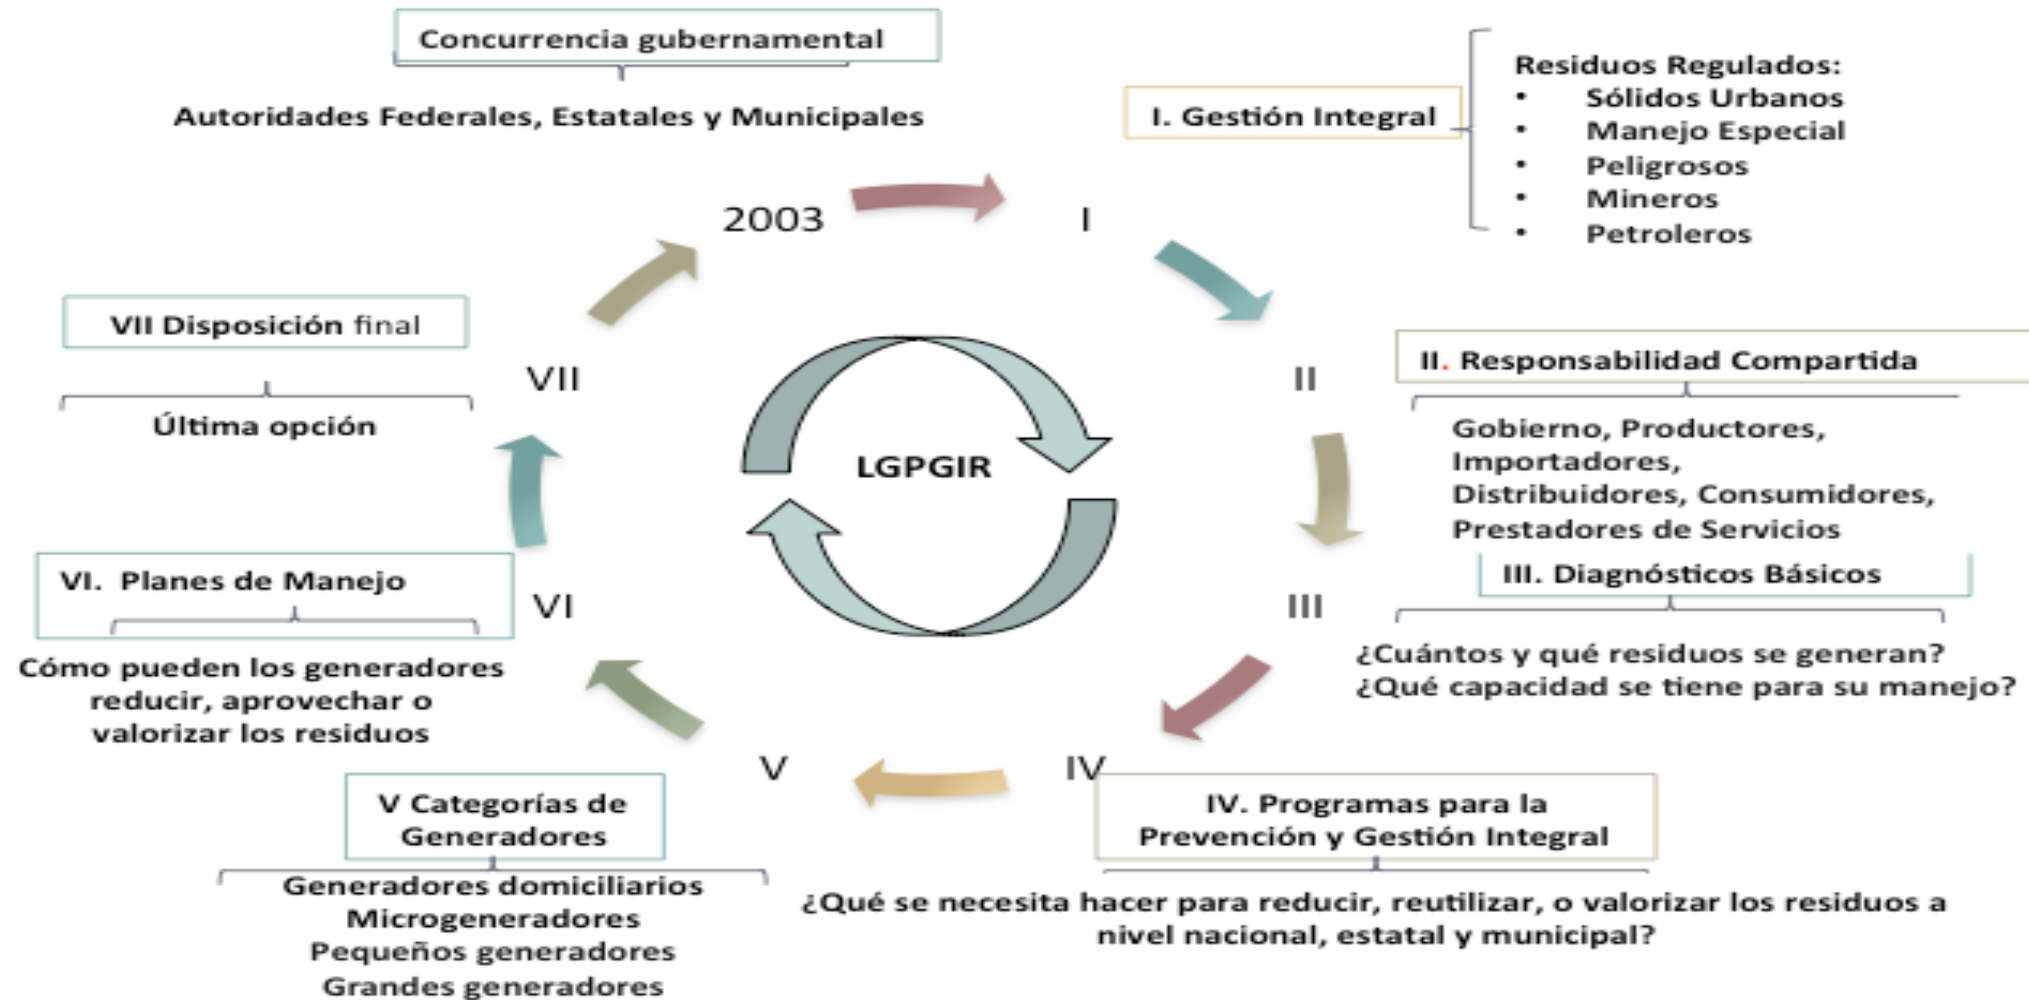 Concurrencia gubernamental
Autoridades Federales, Estatales y Municipales
2003
I
I. Gestión Integral
Residuos Regulados:
• Sólidos Urbanos
• Manejo Especial
• Peligrosos
• Mineros
• Petroleros
II
II. Responsabilidad Compartida
Gobierno, Productores,
Importadores,
Distribuidores, Consumidores,
Prestadores de Servicios
III
III. Diagnósticos Básicos
¿Cuántos y qué residuos se generan?
¿Qué capacidad se tiene para su manejo?
IV
IV. Programas para la
Prevención y Gestión Integral
¿Qué se necesita hacer para reducir, reutilizar, o valorizar los residuos a
nivel nacional, estatal y municipal?
V
V Categorías de
Generadores
Generadores domiciliarios
Microgeneradores
Pequeños generadores
Grandes generadores
VI
VI. Planes de Manejo
Cómo pueden los generadores
reducir, aprovechar o
valorizar los residuos
VII
VII Disposición final
Última opción
LGPGIR